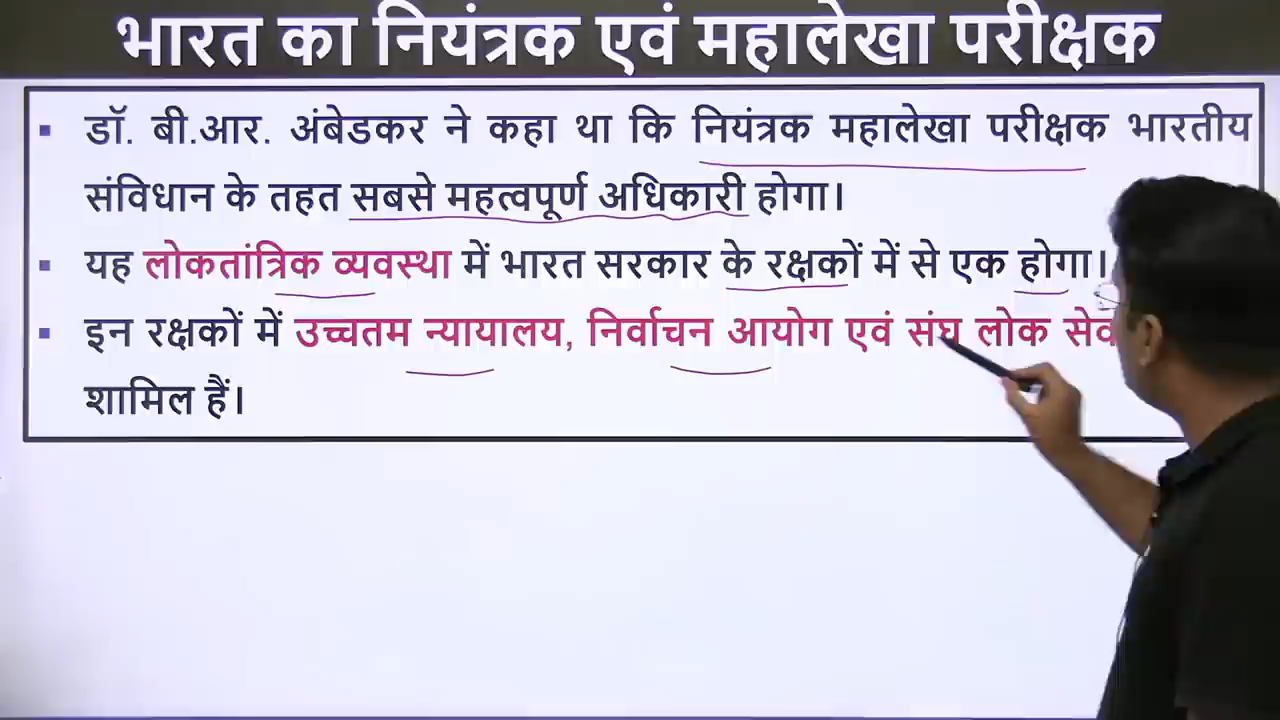 भारत का नियंत्रक एवं महालेखा परीक्षक
▪ डॉ. बी.आर. अंबेडकर ने कहा था कि नियंत्रक महालेखा परीक्षक भारतीय
संविधान के तहत सबसे महत्वपूर्ण अधिकारी होगा।
▪ यह लोकतांत्रिक व्यवस्था में भारत सरकार के रक्षकों में से एक होगा।
▪ इन रक्षकों में उच्चतम न्यायालय, निर्वाचन आयोग एवं संघ लोक
शामिल हैं।